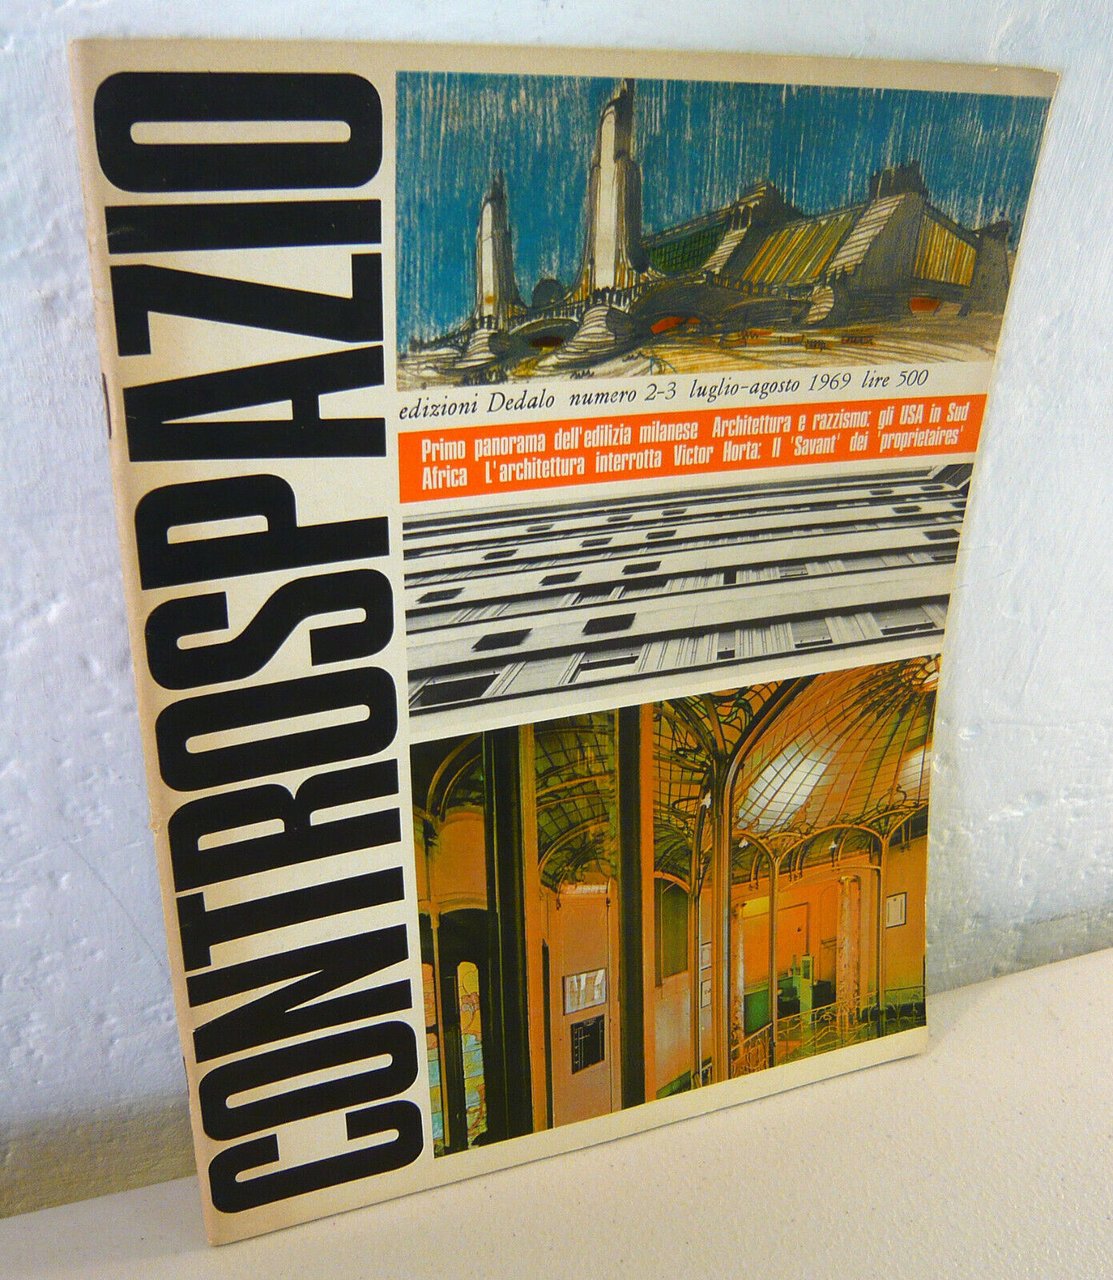 CONTROSPAZIO
edizioni Dedalo numero 2-3 luglio-agosto 1969 lire 500
Primo panorama dell'edilizia milanese Architettura e razzismo: gli USA in Sud
Africa L'architettura interrotta Victor Horta: Il 'Savant' dei 'proprietaires'